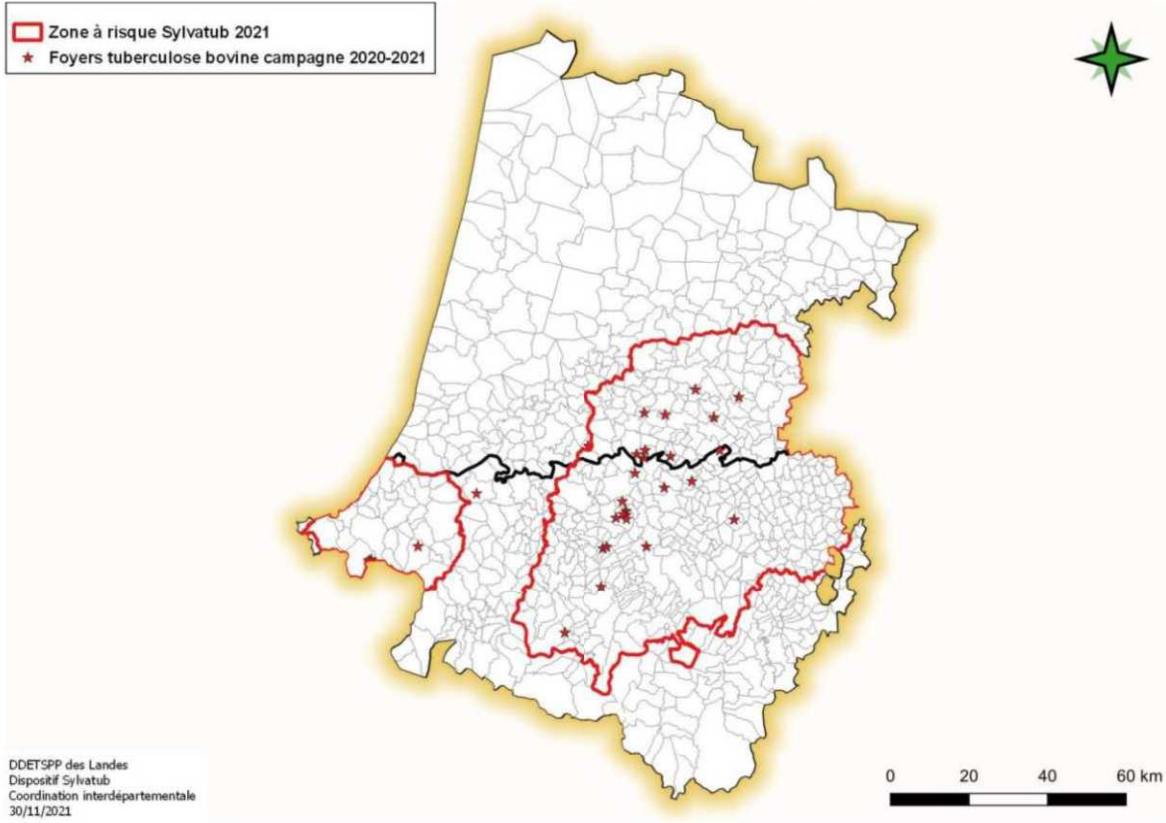 Zone à risque Sylvatub 2021
Foyers tuberculose bovine campagne 2020-2021
DDETSPP des Landes
Dispositif Sylvatub
Coordination interdépartementale
30/11/2021
0 20 40 60 km